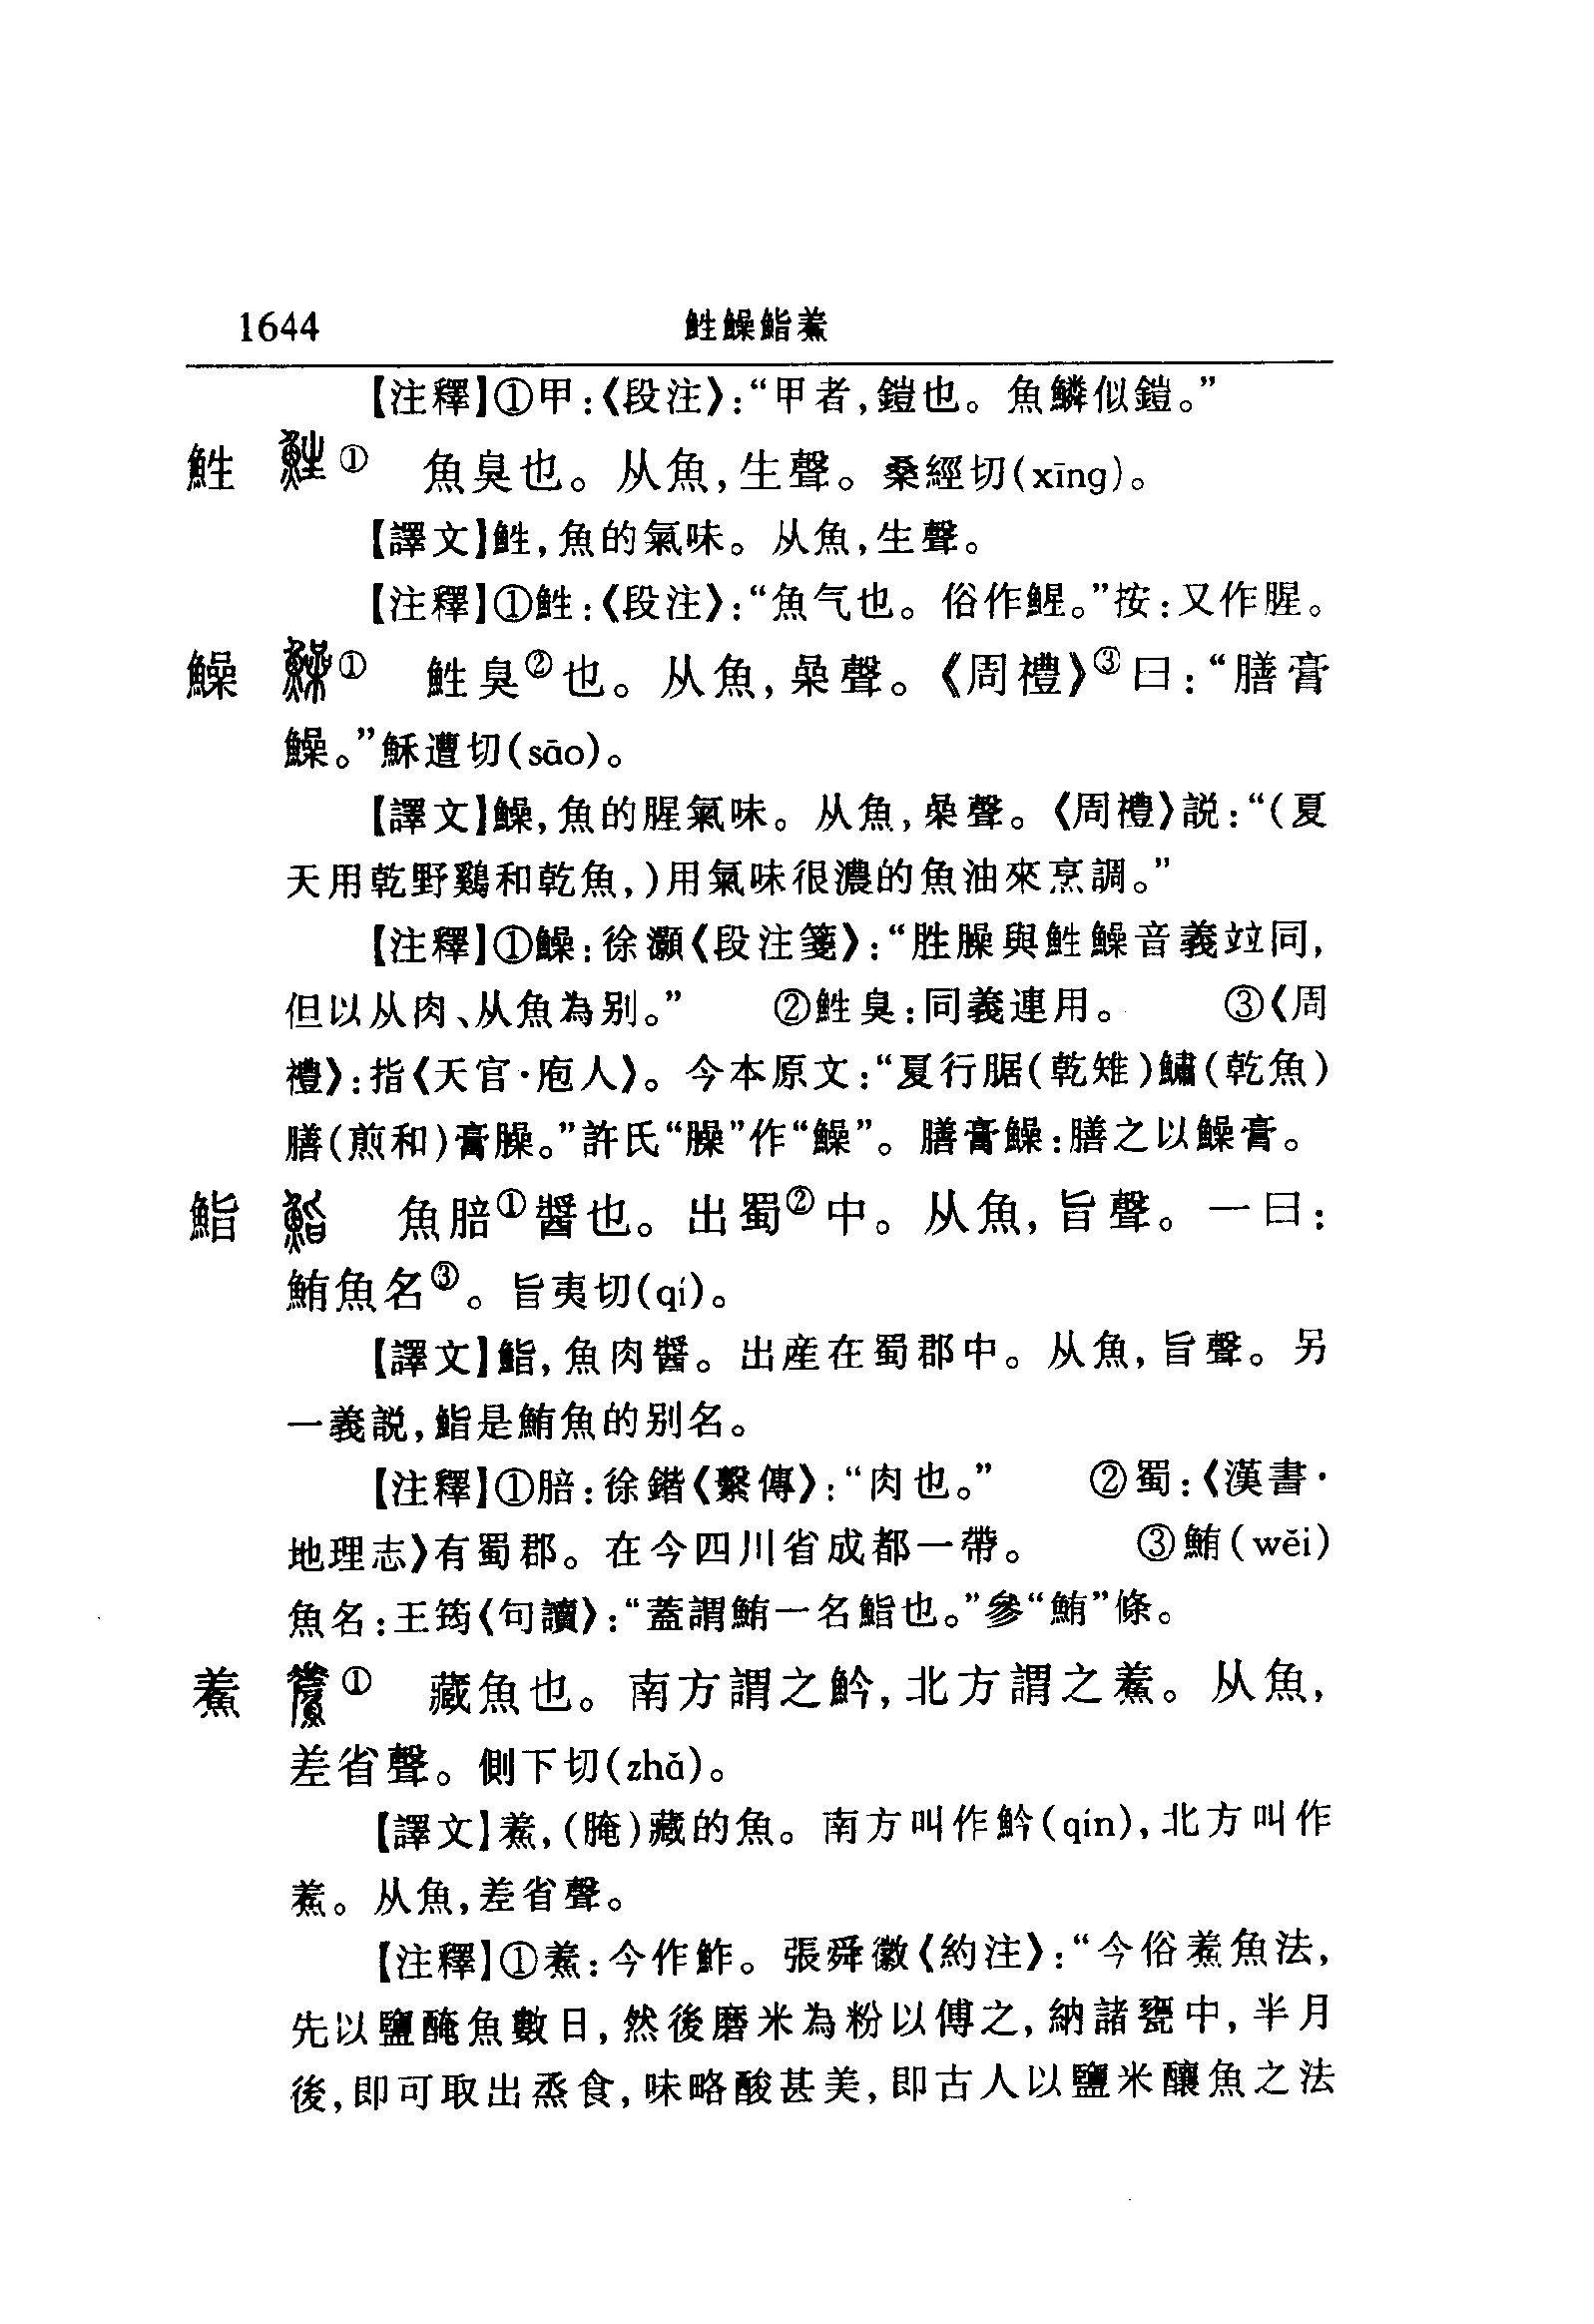 1644 鮏鱢鮨䰼
【注釋】①甲:《段注》:“甲者,鎧也。魚鱗似鎧。”
鮏 ① 魚臭也。从魚,生聲。桑經切(xīng)。
【譯文】鮏,魚的氣味。从魚,生聲。
【注釋】①鮏:《段注》:“魚气也。俗作鯹。”按:又作腥。
鱢 ① 鮏臭②也。从魚,喿聲。《周禮》③曰:“膳膏
鱢。”穌遭切(sāo)。
【譯文】鱢,魚的腥氣味。从魚,喿聲。《周禮》説:“(夏
天用乾野鷄和乾魚,)用氣味很濃的魚油來烹調。”
【注釋】①鱢:徐灝《段注箋》:“胜臊與鮏鱢音義竝同,
但以从肉、从魚為别。” ②鮏臭:同義連用。 ③《周
禮》:指《天官·庖人》。今本原文:“夏行腒(乾雉)鱐(乾魚)
膳(煎和)膏臊。”許氏“臊”作“鱢”。膳膏鱢:膳之以鱢膏。
鮨 魚䏽①醬也。出蜀②中。从魚,旨聲。一曰:
鮪魚名③。旨夷切(qí)。
【譯文】鮨,魚肉醬。出産在蜀郡中。从魚,旨聲。另
一義説,鮨是鮪魚的别名。
【注釋】①䏽:徐鍇《繫傳》:“肉也。” ②蜀:《漢書·
地理志》有蜀郡。在今四川省成都一帶。 ③鮪(wěi)
魚名:王筠《句讀》:“蓋謂鮪一名鮨也。”參“鮪”條。
䰼 ① 藏魚也。南方謂之䰼,北方謂之䰼。从魚,
差省聲。側下切(zhǎ)。
【譯文】䰼,(腌)藏的魚。南方叫作魿(qín),北方叫作
䰼。从魚,差省聲。
【注釋】①䰼:今作鮓。張舜徽《約注》:“今俗䰼魚法,
先以鹽醃魚數日,然後磨米為粉以傅之,納諸甕中,半月
後,即可取出烝食,味略酸甚美,即古人以鹽米釀魚之法